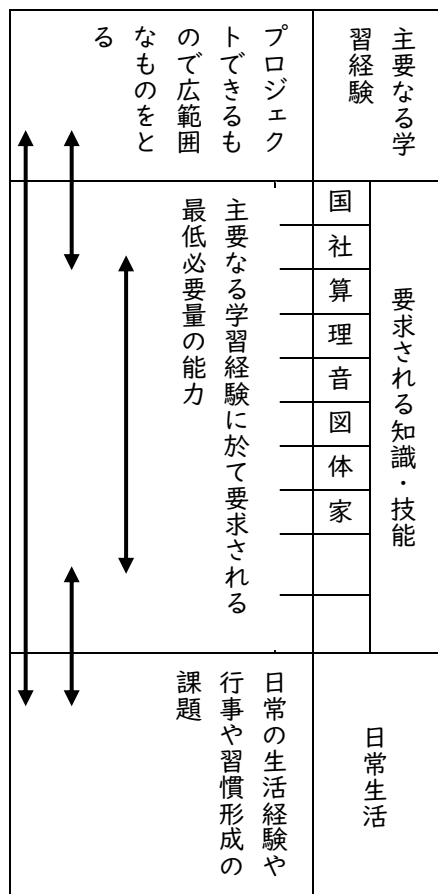 主要なる学
習経験
プロジェク
トできるも
ので広範囲
なものをと
る
要求される知識・技能
国
社
算
理
音
図
体
家
主要なる学習経験に於て要求される
最低必要量の能力
日常生活
日常の生活経験や
行事や習慣形成の
課題